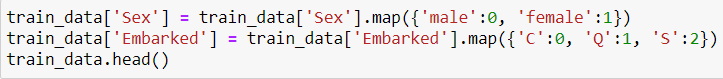 train_data['Sex'] = train_data['Sex'].map({'male':0, 'female':1})
train_data['Embarked'] = train_data['Embarked'].map({'C':0, 'Q':1, 'S':2})
train_data.head()